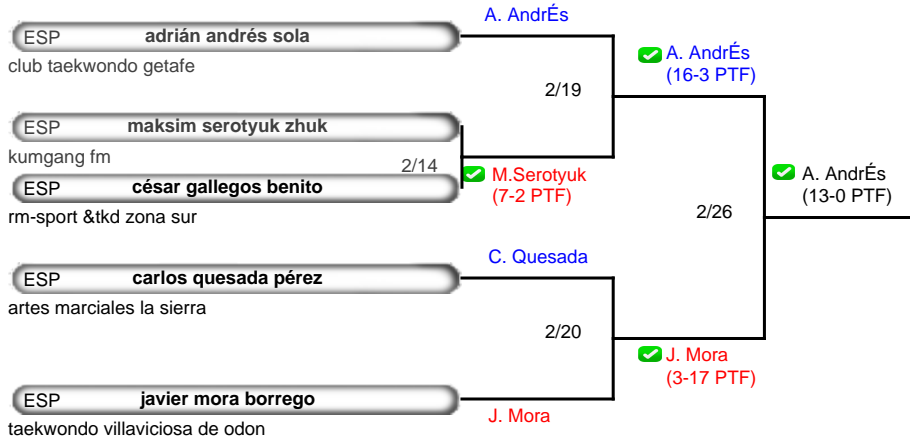 A. AndrÉs
ESP adrián andrés sola
club taekwondo getafe
A. AndrÉs
(16-3 PTF)
2/19
ESP maksim serotyuk zhuk
kumgang fm
2/14
M.Serotyuk
(7-2 PTF)
ESP césar gallegos benito
rm-sport &tkd zona sur
A. AndrÉs
(13-0 PTF)
2/26
C. Quesada
ESP carlos quesada pérez
artes marciales la sierra
2/20
J. Mora
(3-17 PTF)
ESP javier mora borrego
J. Mora
taekwondo villaviciosa de odon